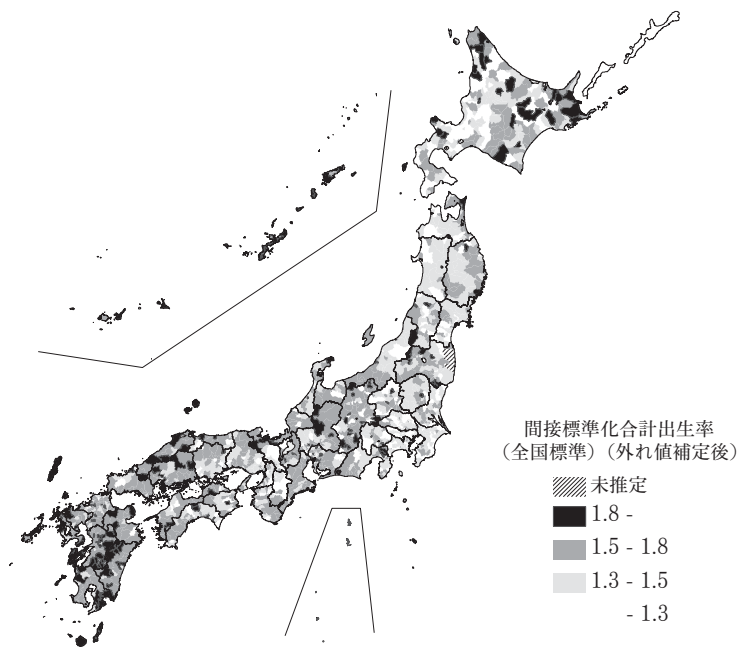 間接標準化合計出生率
（全国標準）（外れ値補定後）
未推定
1.8 -
1.5 - 1.8
1.3 - 1.5
- 1.3